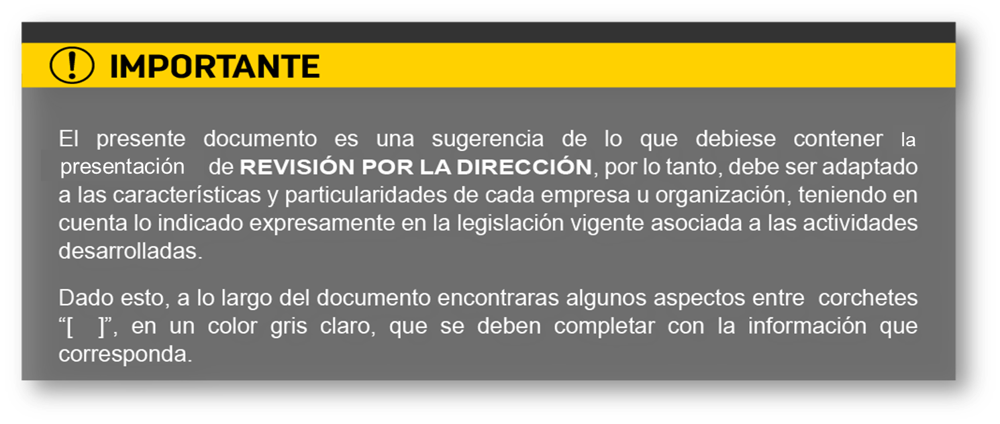 ! IMPORTANTE
El presente documento es una sugerencia de lo que debiese contener la
presentación de REVISIÓN POR LA DIRECCIÓN, por lo tanto, debe ser adaptado
a las características y particularidades de cada empresa u organización, teniendo en
cuenta lo indicado expresamente en la legislación vigente asociada a las actividades
desarrolladas.
Dado esto, a lo largo del documento encontraras algunos aspectos entre corchetes
“[ ]”, en un color gris claro, que se deben completar con la información que
corresponda.